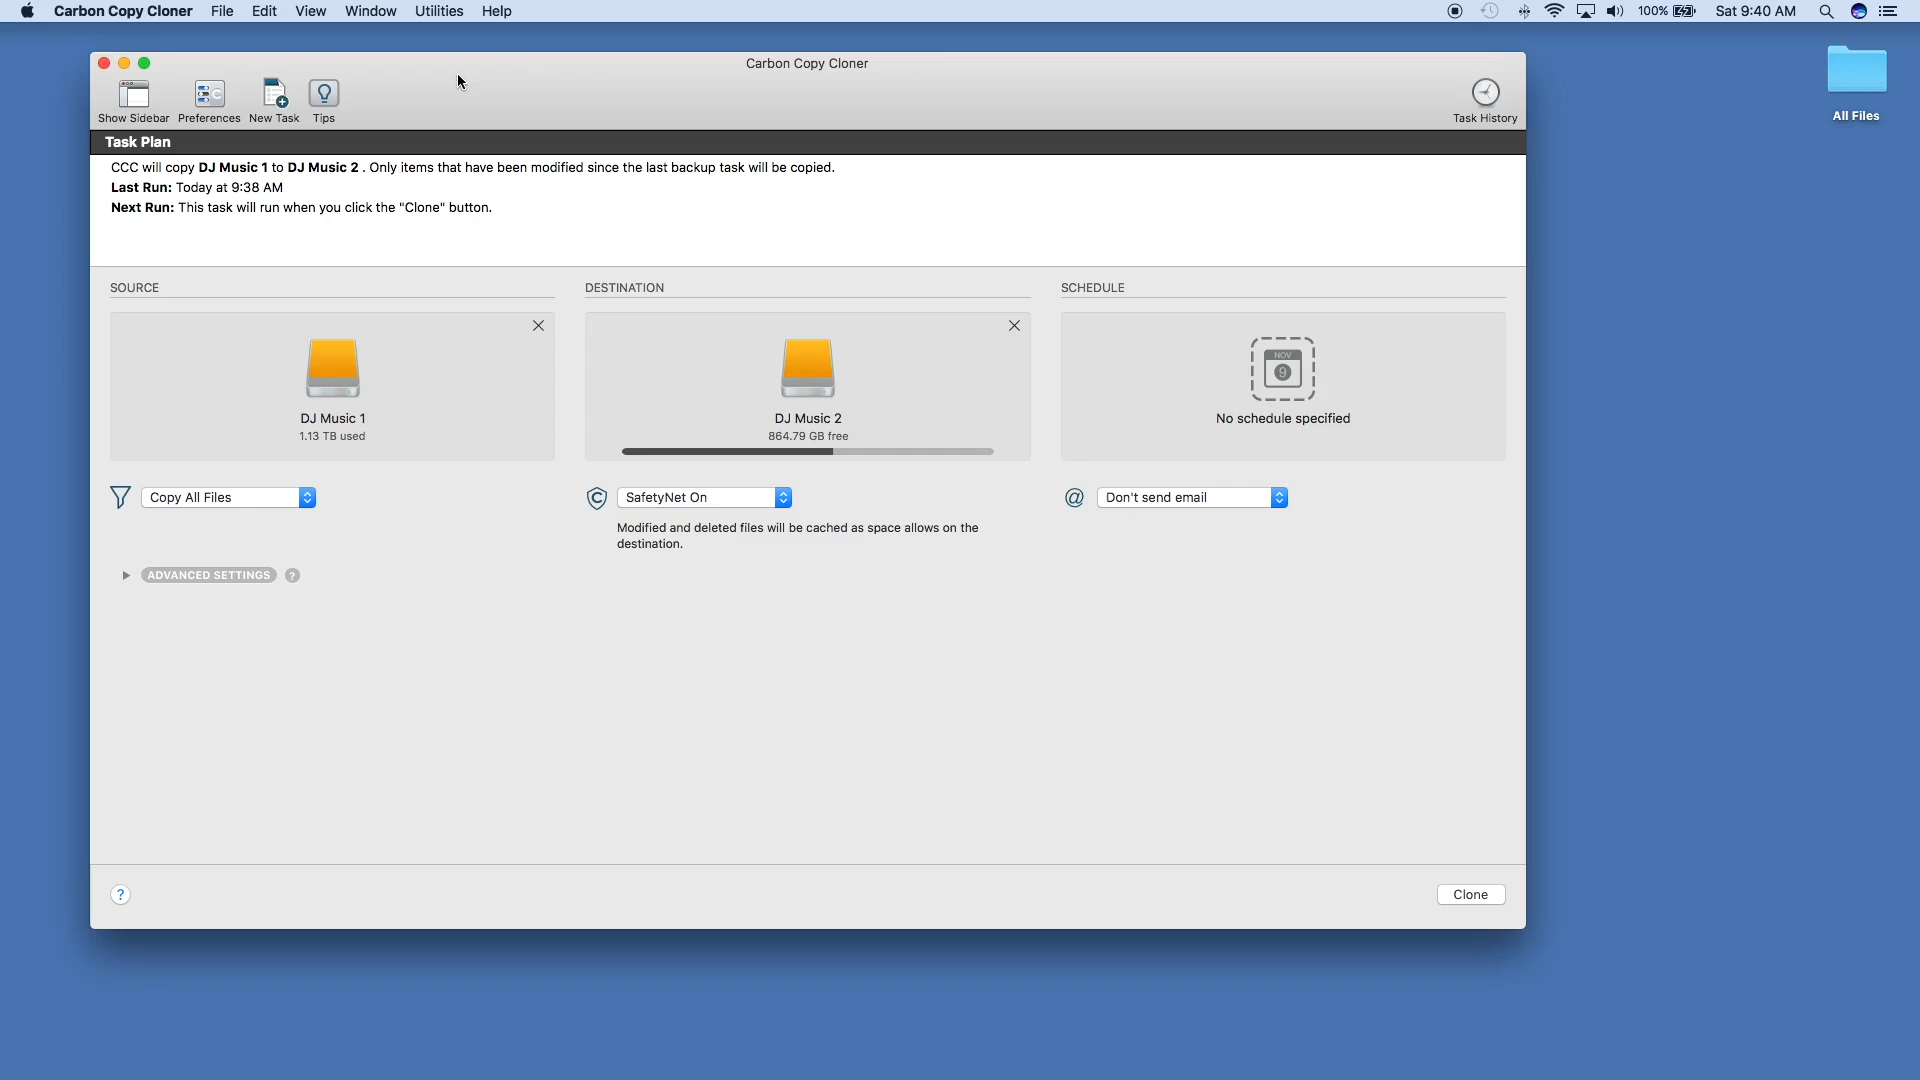 Carbon Copy Cloner File Edit View Window Utilities Help 100% Sat 9:40 AM
Carbon Copy Cloner
Show Sidebar Preferences New Task Tips Task History
All Files
Task Plan
CCC will copy DJ Music 1 to DJ Music 2 . Only items that have been modified since the last backup task will be copied.
Last Run: Today at 9:38 AM
Next Run: This task will run when you click the "Clone" button.
SOURCE DESTINATION SCHEDULE
NOV
9
DJ Music 1 DJ Music 2 No schedule specified
1.13 TB used 864.79 GB free
Copy All Files SafetyNet On @ Don't send email
Modified and deleted files will be cached as space allows on the
destination.
ADVANCED SETTINGS ?
? Clone